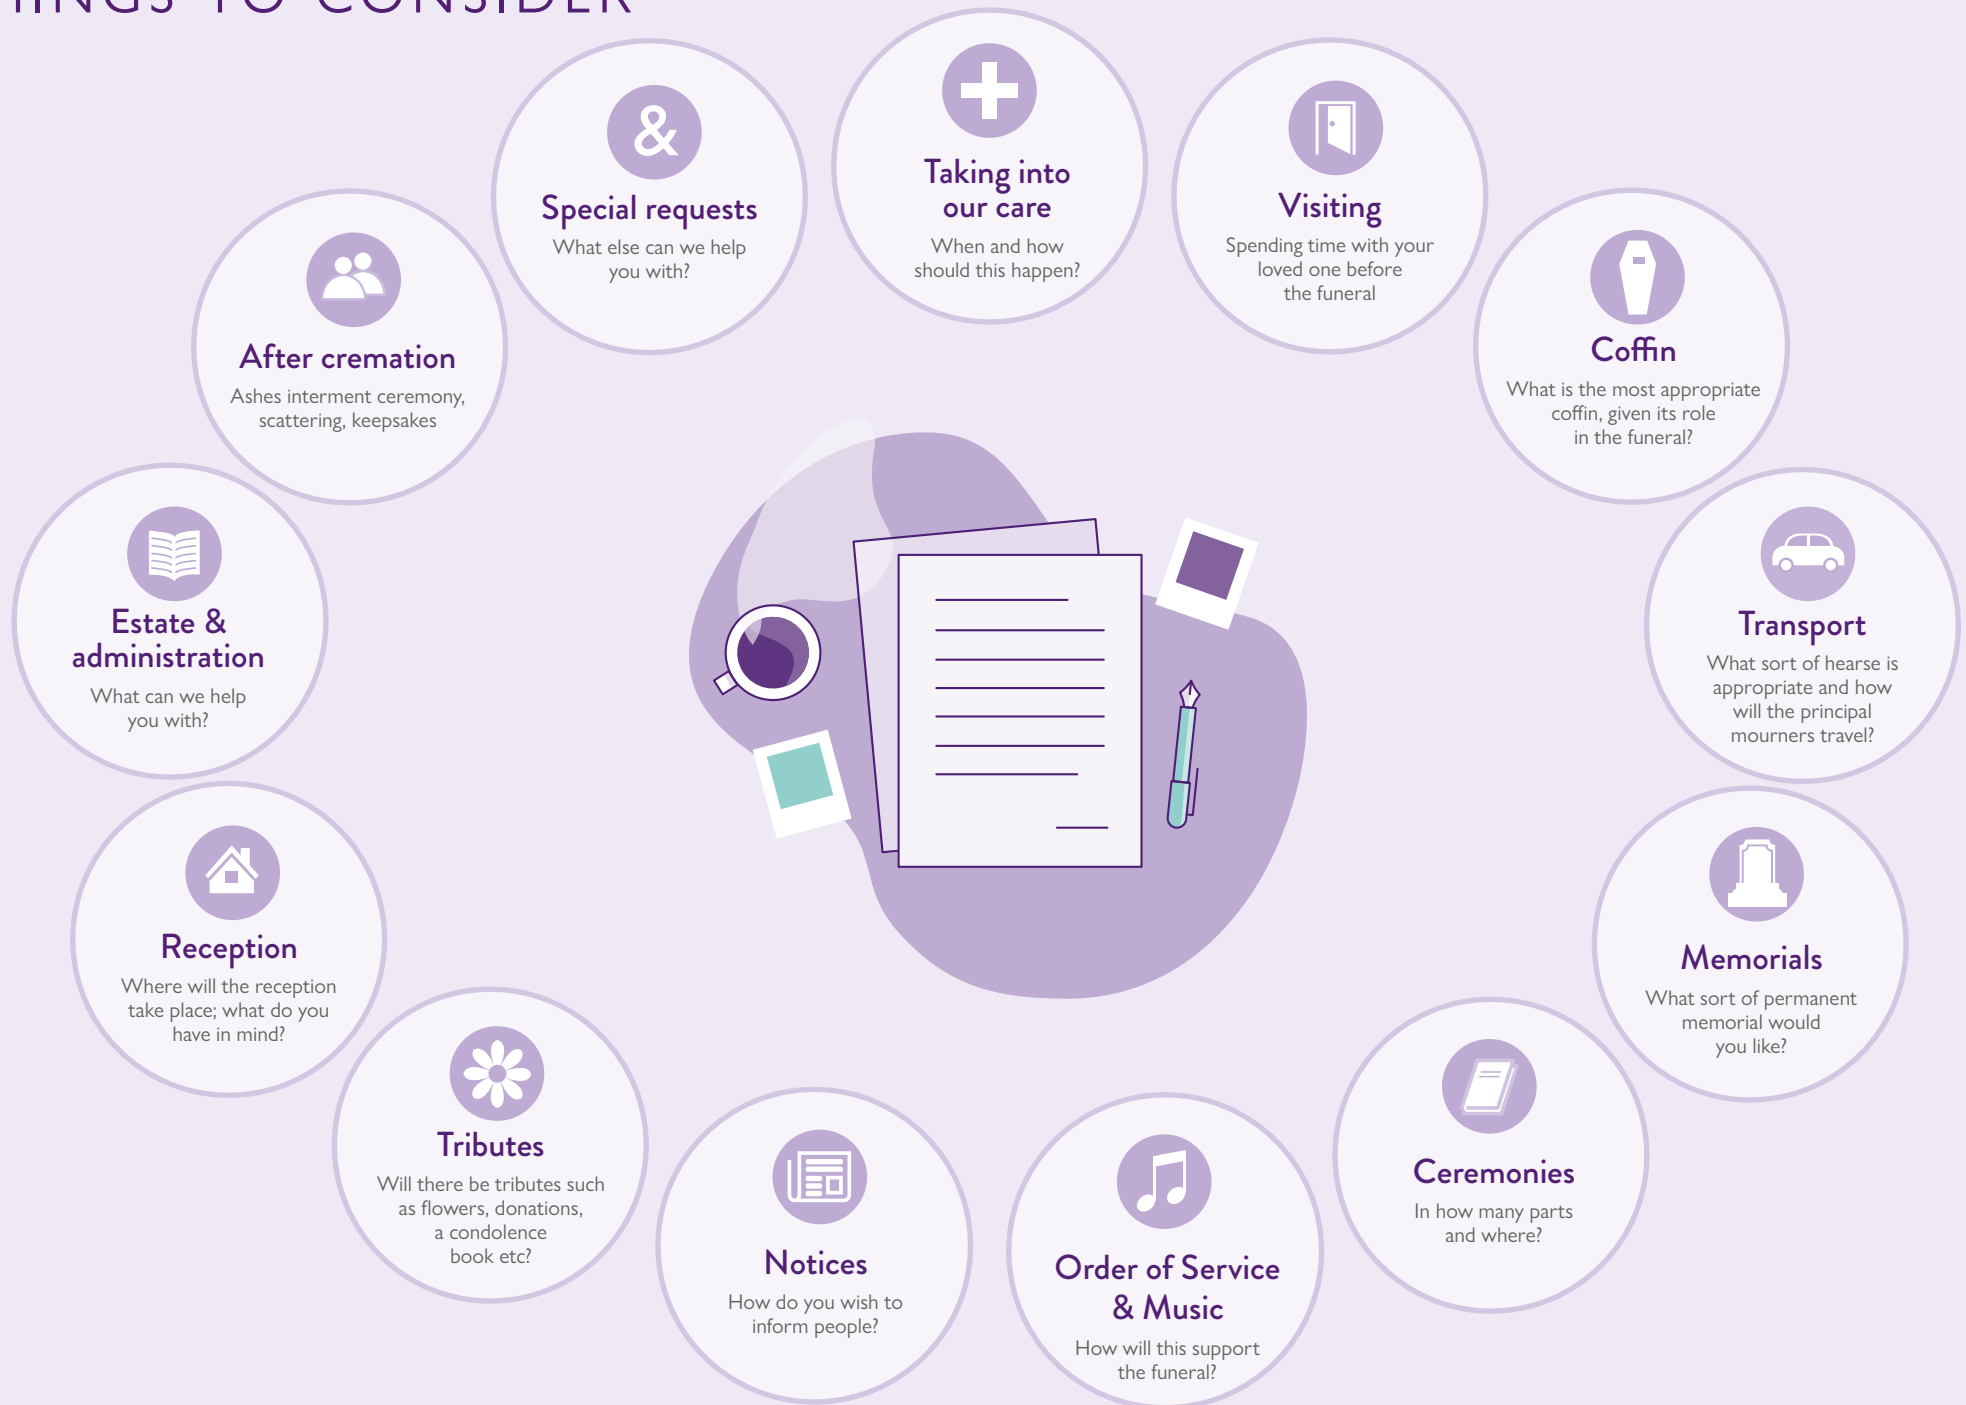 TO CONSIDER
&
Special requests
What else can we help
you with?
Taking into
our care
When and how
should this happen?
Visiting
Spending time with your
loved one before
the funeral
Coffin
What is the most appropriate
coffin, given its role
in the funeral?
Transport
What sort of hearse is
appropriate and how
will the principal
mourners travel?
Memorials
What sort of permanent
memorial would
you like?
Ceremonies
In how many parts
and where?
Order of Service
& Music
How will this support
the funeral?
Notices
How do you wish to
inform people?
Tributes
Will there be tributes such
as flowers, donations,
a condolence
book etc?
Reception
Where will the reception
take place; what do you
have in mind?
Estate &
administration
What can we help
you with?
After cremation
Ashes interment ceremony,
scattering, keepsakes